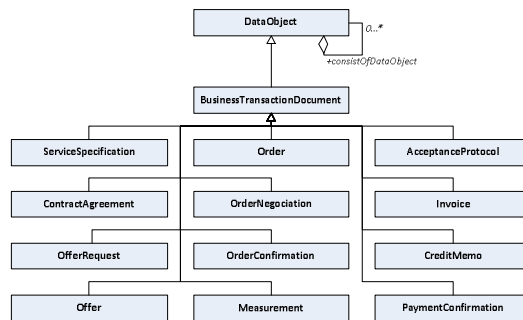 DataObject
0...*
+consistOfDataObject
BusinessTransactionDocument
ServiceSpecification
Order
AcceptanceProtocol
ContractAgreement
OrderNegociation
Invoice
OfferRequest
OrderConfirmation
CreditMemo
Offer
Measurement
PaymentConfirmation